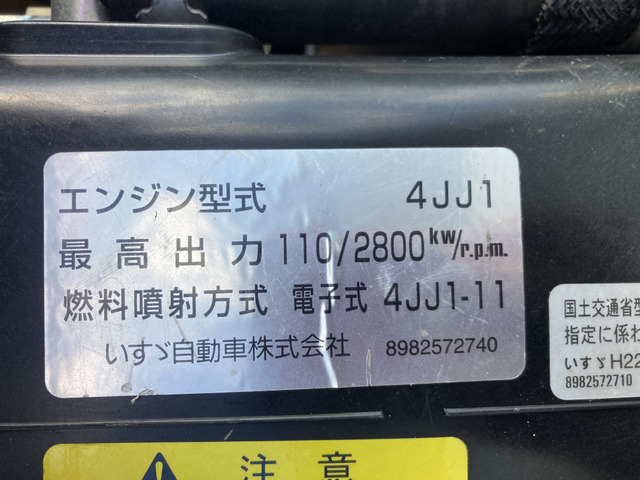 エンジン型式 4JJ1
最高出力 110/2800 kW/r.p.m.
燃料噴射方式 電子式 4JJ1-11
いすゞ自動車株式会社 8982572740
国土交通省型
指定に係わ
いすゞH22
8982572710
注意